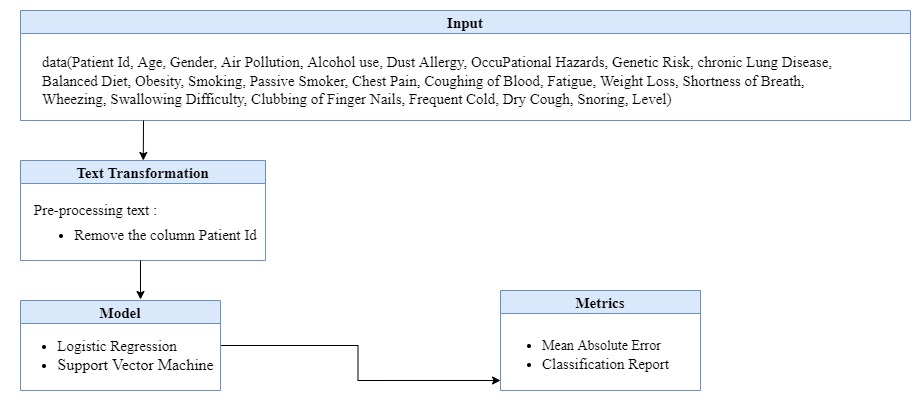 Input
data(Patient Id, Age, Gender, Air Pollution, Alcohol use, Dust Allergy, OccuPational Hazards, Genetic Risk, chronic Lung Disease,
Balanced Diet, Obesity, Smoking, Passive Smoker, Chest Pain, Coughing of Blood, Fatigue, Weight Loss, Shortness of Breath,
Wheezing, Swallowing Difficulty, Clubbing of Finger Nails, Frequent Cold, Dry Cough, Snoring, Level)
Text Transformation
Pre-processing text :
• Remove the column Patient Id
Model
• Logistic Regression
• Support Vector Machine
Metrics
• Mean Absolute Error
• Classification Report